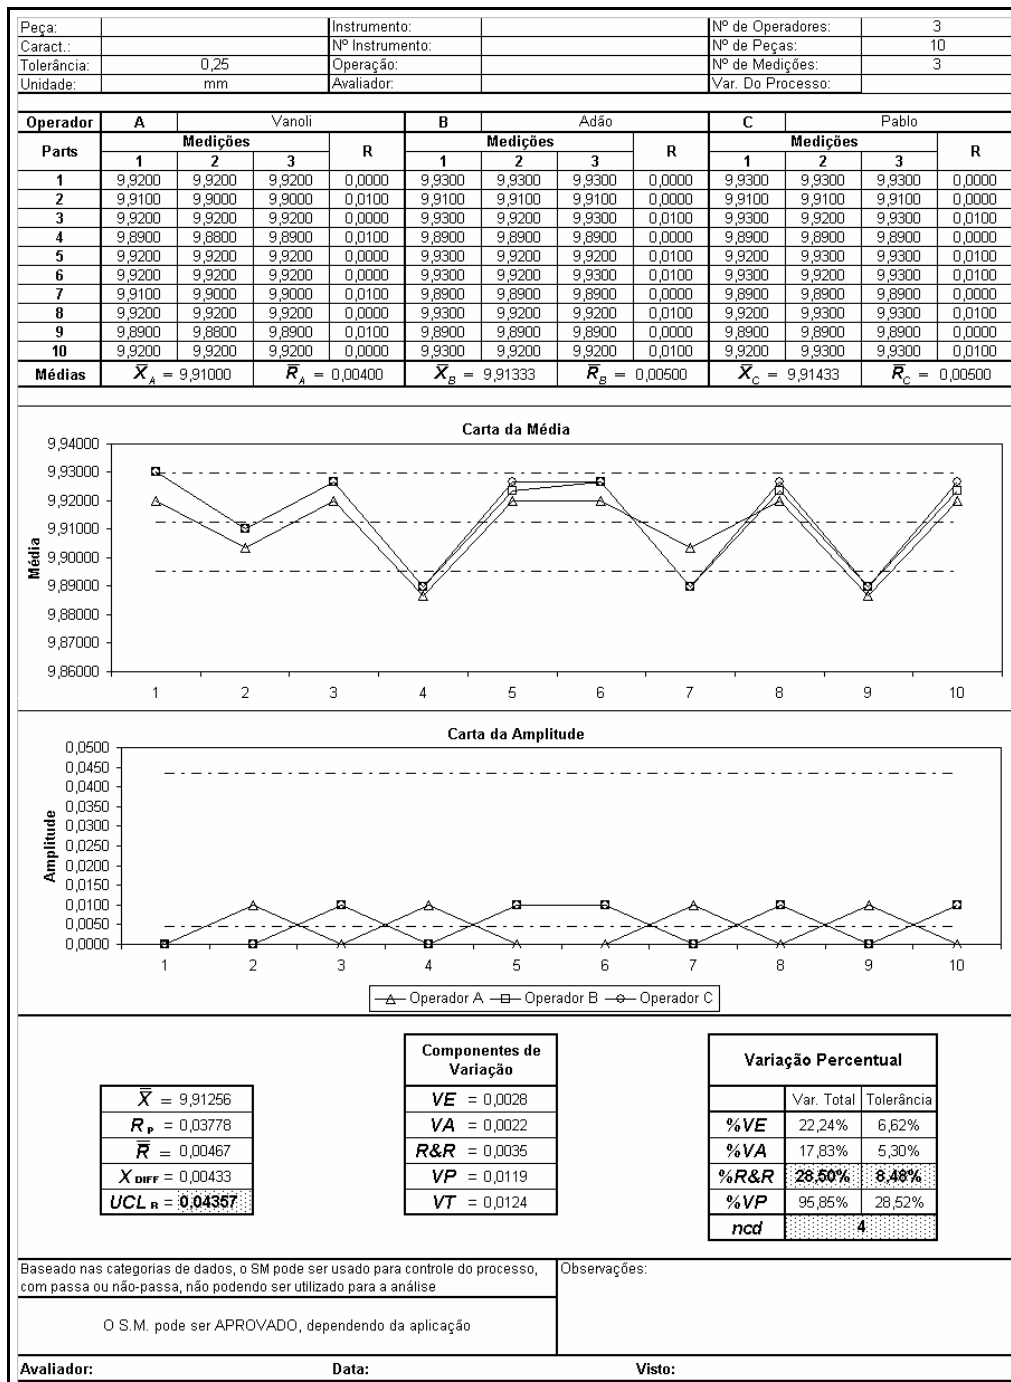 Peça: Instrumento: Nº de Operadores: 3
Caract.: Nº Instrumento: Nº de Peças: 10
Tolerância: 0,25 Operação: Nº de Medições: 3
Unidade: mm Avaliador: Var. Do Processo:
Operador A Vanoli B Adão C Pablo
Parts Medições R Medições R Medições R
1 2 3 1 2 3 1 2 3
1 9,9200 9,9200 9,9200 0,0000 9,9300 9,9300 9,9300 0,0000 9,9300 9,9300 9,9300 0,0000
2 9,9100 9,9000 9,9000 0,0100 9,9100 9,9100 9,9100 0,0000 9,9100 9,9100 9,9100 0,0000
3 9,9200 9,9200 9,9200 0,0000 9,9300 9,9200 9,9300 0,0100 9,9300 9,9200 9,9300 0,0100
4 9,8900 9,8800 9,8900 0,0100 9,8900 9,8900 9,8900 0,0000 9,8900 9,8900 9,8900 0,0000
5 9,9200 9,9200 9,9200 0,0000 9,9300 9,9200 9,9200 0,0100 9,9200 9,9300 9,9300 0,0100
6 9,9200 9,9200 9,9200 0,0000 9,9300 9,9200 9,9300 0,0100 9,9300 9,9200 9,9300 0,0100
7 9,9100 9,9000 9,9000 0,0100 9,8900 9,8900 9,8900 0,0000 9,8900 9,8900 9,8900 0,0000
8 9,9200 9,9200 9,9200 0,0000 9,9300 9,9200 9,9200 0,0100 9,9200 9,9300 9,9300 0,0100
9 9,8900 9,8800 9,8900 0,0100 9,8900 9,8900 9,8900 0,0000 9,8900 9,8900 9,8900 0,0000
10 9,9200 9,9200 9,9200 0,0000 9,9300 9,9200 9,9200 0,0100 9,9200 9,9300 9,9300 0,0100
Médias X̿A = 9,91000 R̅A = 0,00400 X̿B = 9,91333 R̅B = 0,00500 X̿C = 9,91433 R̅C = 0,00500
Carta da Média
Média
9,94000
9,93000
9,92000
9,91000
9,90000
9,89000
9,88000
9,87000
9,86000
1 2 3 4 5 6 7 8 9 10
Carta da Amplitude
Amplitude
0,0500
0,0450
0,0400
0,0350
0,0300
0,0250
0,0200
0,0150
0,0100
0,0050
0,0000
1 2 3 4 5 6 7 8 9 10
Operador A Operador B Operador C
X̿ = 9,91256
RP = 0,03778
R̿ = 0,00467
XDIFF = 0,00433
UCLR = 0,04357
Componentes de
Variação
VE = 0,0028
VA = 0,0022
R&R = 0,0035
VP = 0,0119
VT = 0,0124
Variação Percentual
Var. Total Tolerância
%VE 22,24% 6,62%
%VA 17,83% 5,30%
%R&R 28,50% 8,48%
%VP 95,85% 28,52%
ncd 4
Baseado nas categorias de dados, o SM pode ser usado para controle do processo,
com passa ou não-passa, não podendo ser utilizado para a análise
Observações:
O S.M. pode ser APROVADO, dependendo da aplicação
Avaliador: Data: Visto: